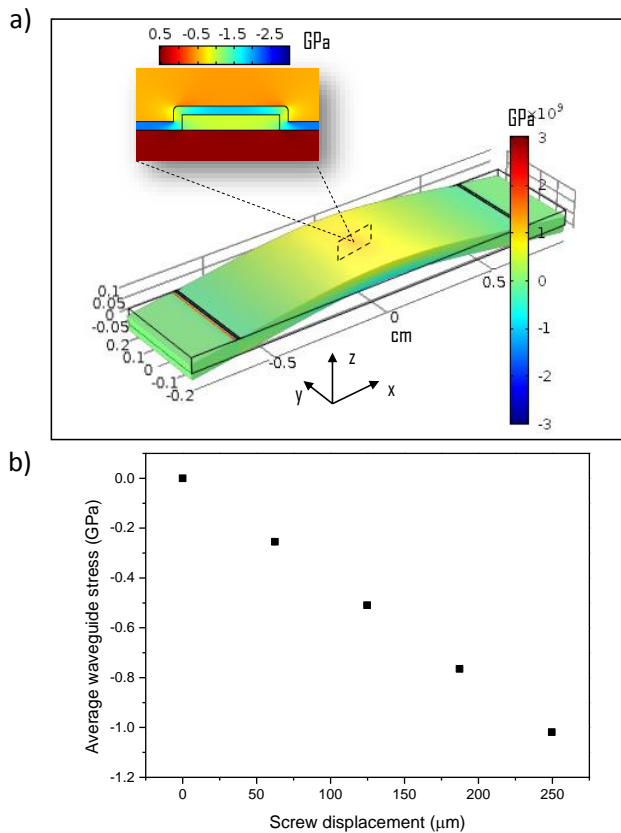 a)
0.5 -0.5 -1.5 -2.5 GPa
GPa ×10⁹
3
2
1
0
-1
-2
-3
0.1
0.05
0
-0.05
0.2
0.1
0
-0.1
-0.2
-0.5
0
0.5
cm
z
y
x
b)
0.0
-0.2
-0.4
-0.6
-0.8
-1.0
-1.2
Average waveguide stress (GPa)
0 50 100 150 200 250
Screw displacement (μm)